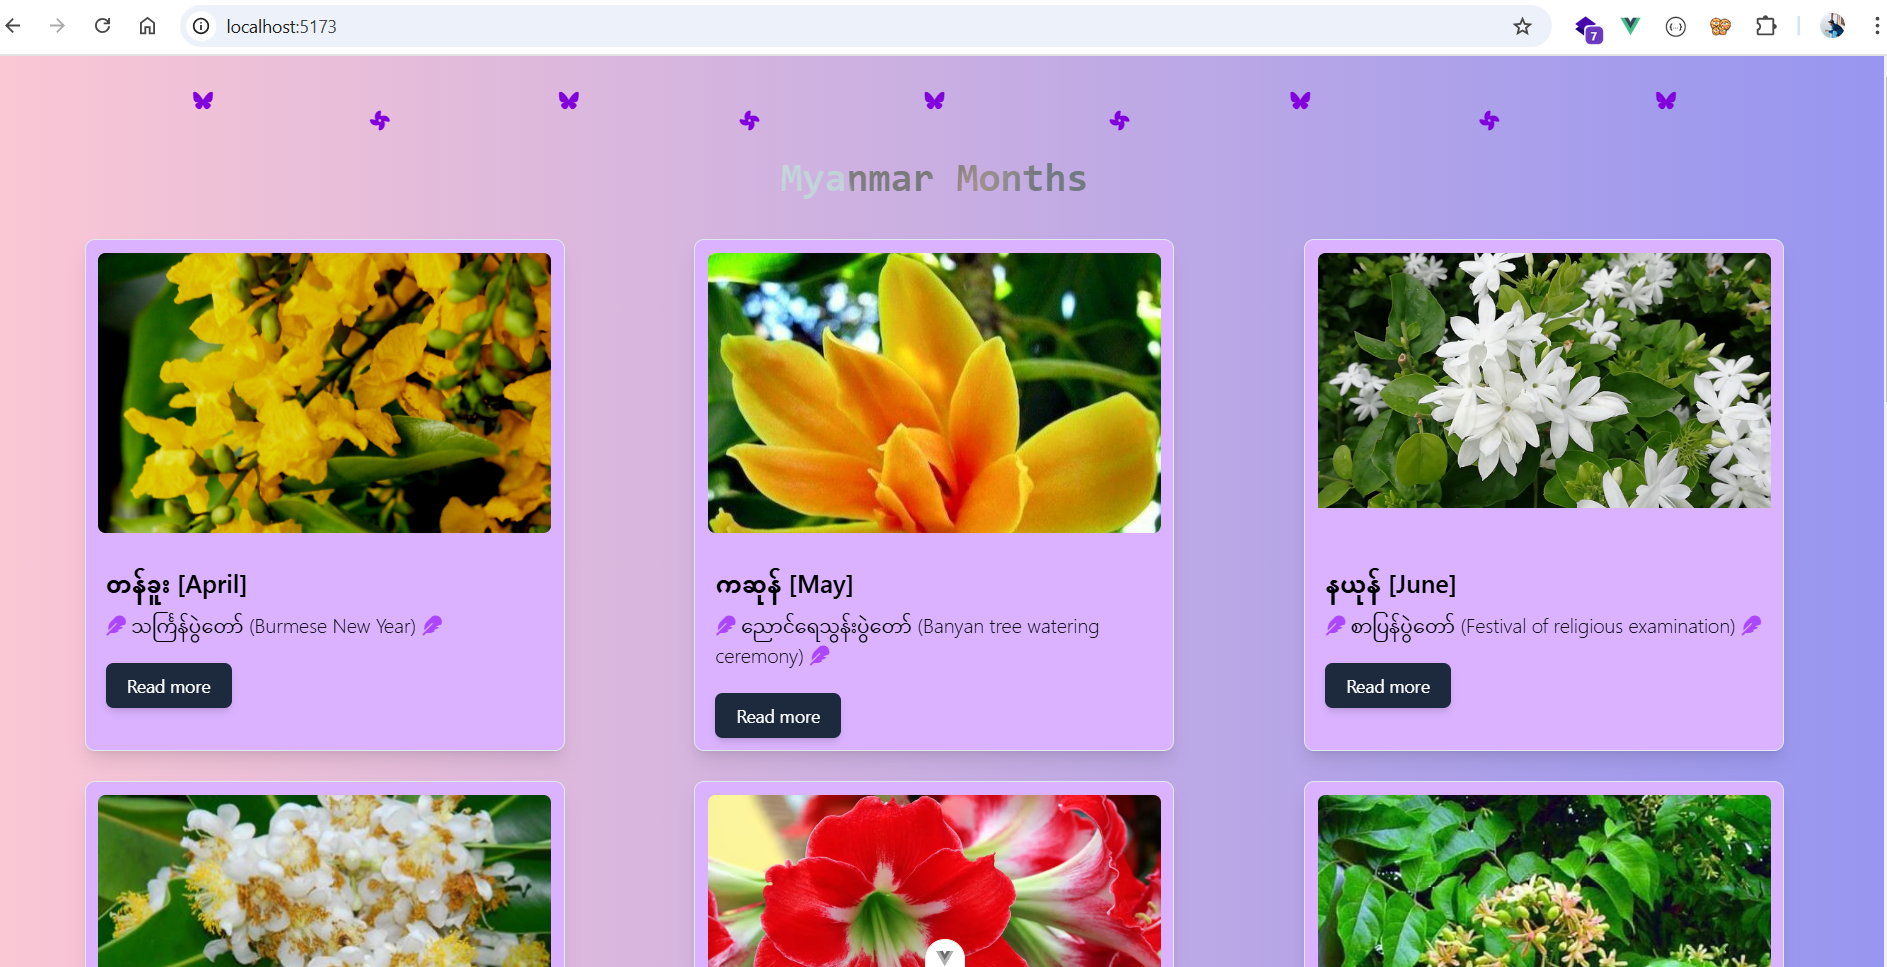 localhost:5173
7
Myanmar Months
တန်ခူး [April]
သင်္ကြန်ပွဲတော် (Burmese New Year)
Read more
ကဆုန် [May]
ညောင်ရေသွန်းပွဲတော် (Banyan tree watering
ceremony)
Read more
နယုန် [June]
စာပြန်ပွဲတော် (Festival of religious examination)
Read more